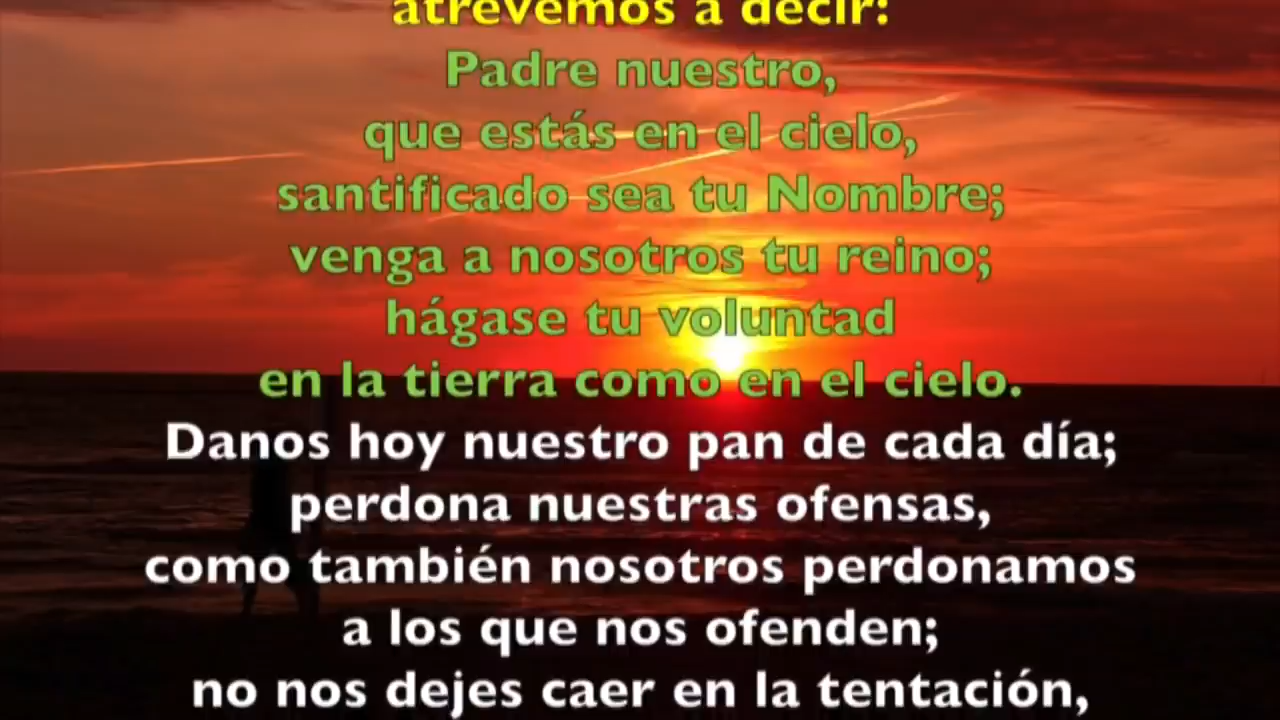 atrevemos a decir:
Padre nuestro,
que estás en el cielo,
santificado sea tu Nombre;
venga a nosotros tu reino;
hágase tu voluntad
en la tierra como en el cielo.
Danos hoy nuestro pan de cada día;
perdona nuestras ofensas,
como también nosotros perdonamos
a los que nos ofenden;
no nos dejes caer en la tentación,